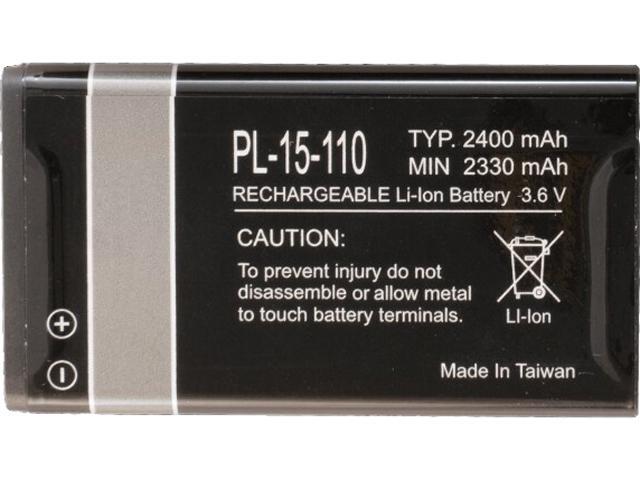 PL-15-110
TYP. 2400 mAh
MIN 2330 mAh
RECHARGEABLE Li-Ion Battery 3.6 V
CAUTION:
To prevent injury do not
disassemble or allow metal
to touch battery terminals.
LI-Ion
+
-
Made In Taiwan